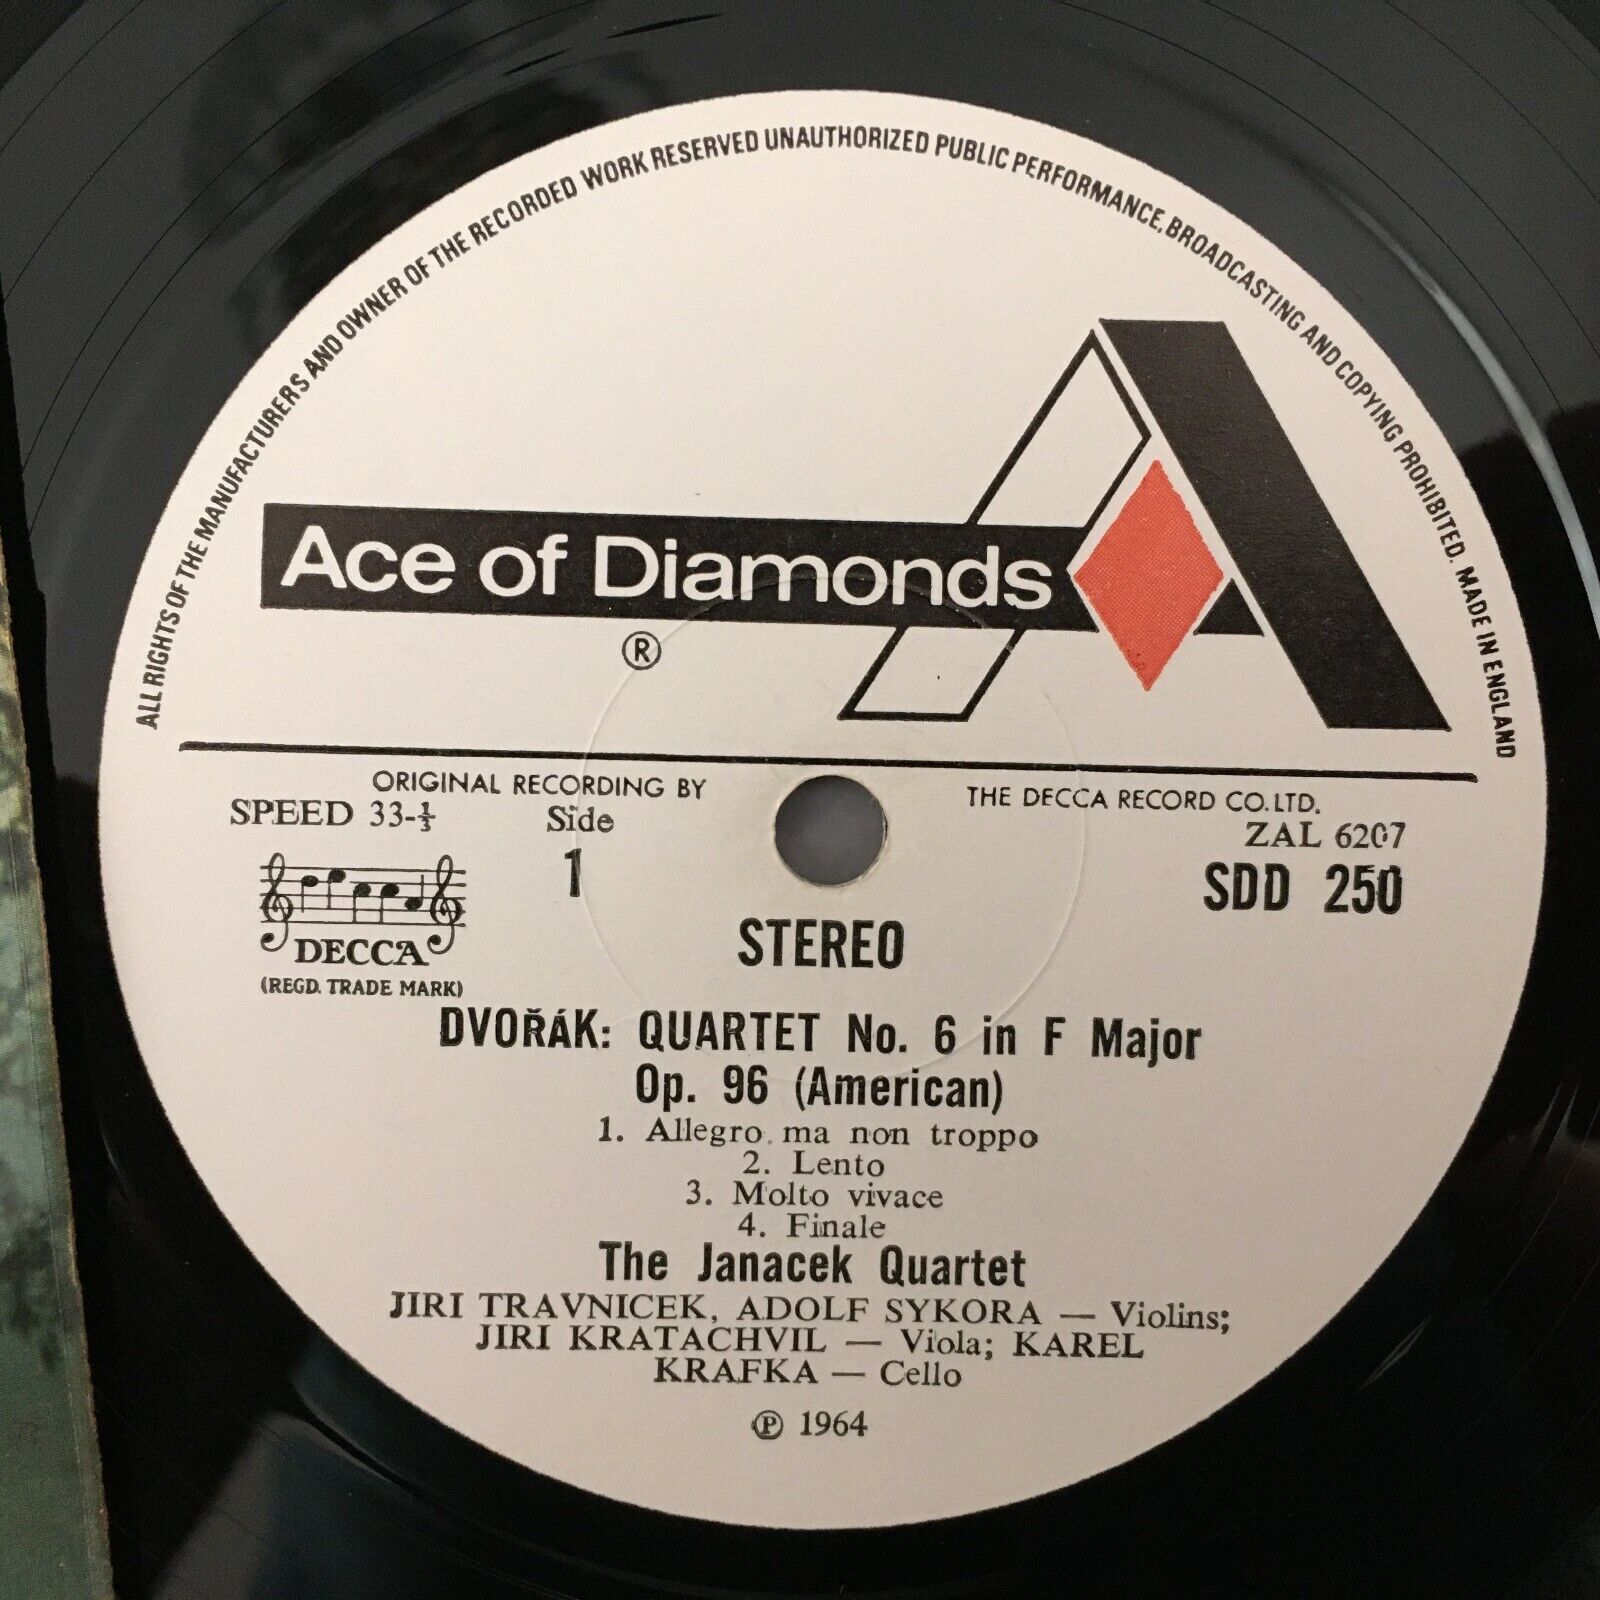 ALL RIGHTS OF THE MANUFACTURERS AND OWNER OF THE RECORDED WORK RESERVED UNAUTHORIZED PUBLIC PERFORMANCE, BROADCASTING AND COPYING PROHIBITED. MADE IN ENGLAND
Ace of Diamonds
®
ORIGINAL RECORDING BY THE DECCA RECORD CO. LTD.
SPEED 33-⅓ Side ZAL 6207
1 SDD 250
DECCA
(REGD. TRADE MARK)
STEREO
DVOŘÁK: QUARTET No. 6 in F Major
Op. 96 (American)
1. Allegro ma non troppo
2. Lento
3. Molto vivace
4. Finale
The Janacek Quartet
JIRI TRAVNICEK, ADOLF SYKORA — Violins;
JIRI KRATACHVIL — Viola; KAREL
KRAFKA — Cello
℗ 1964